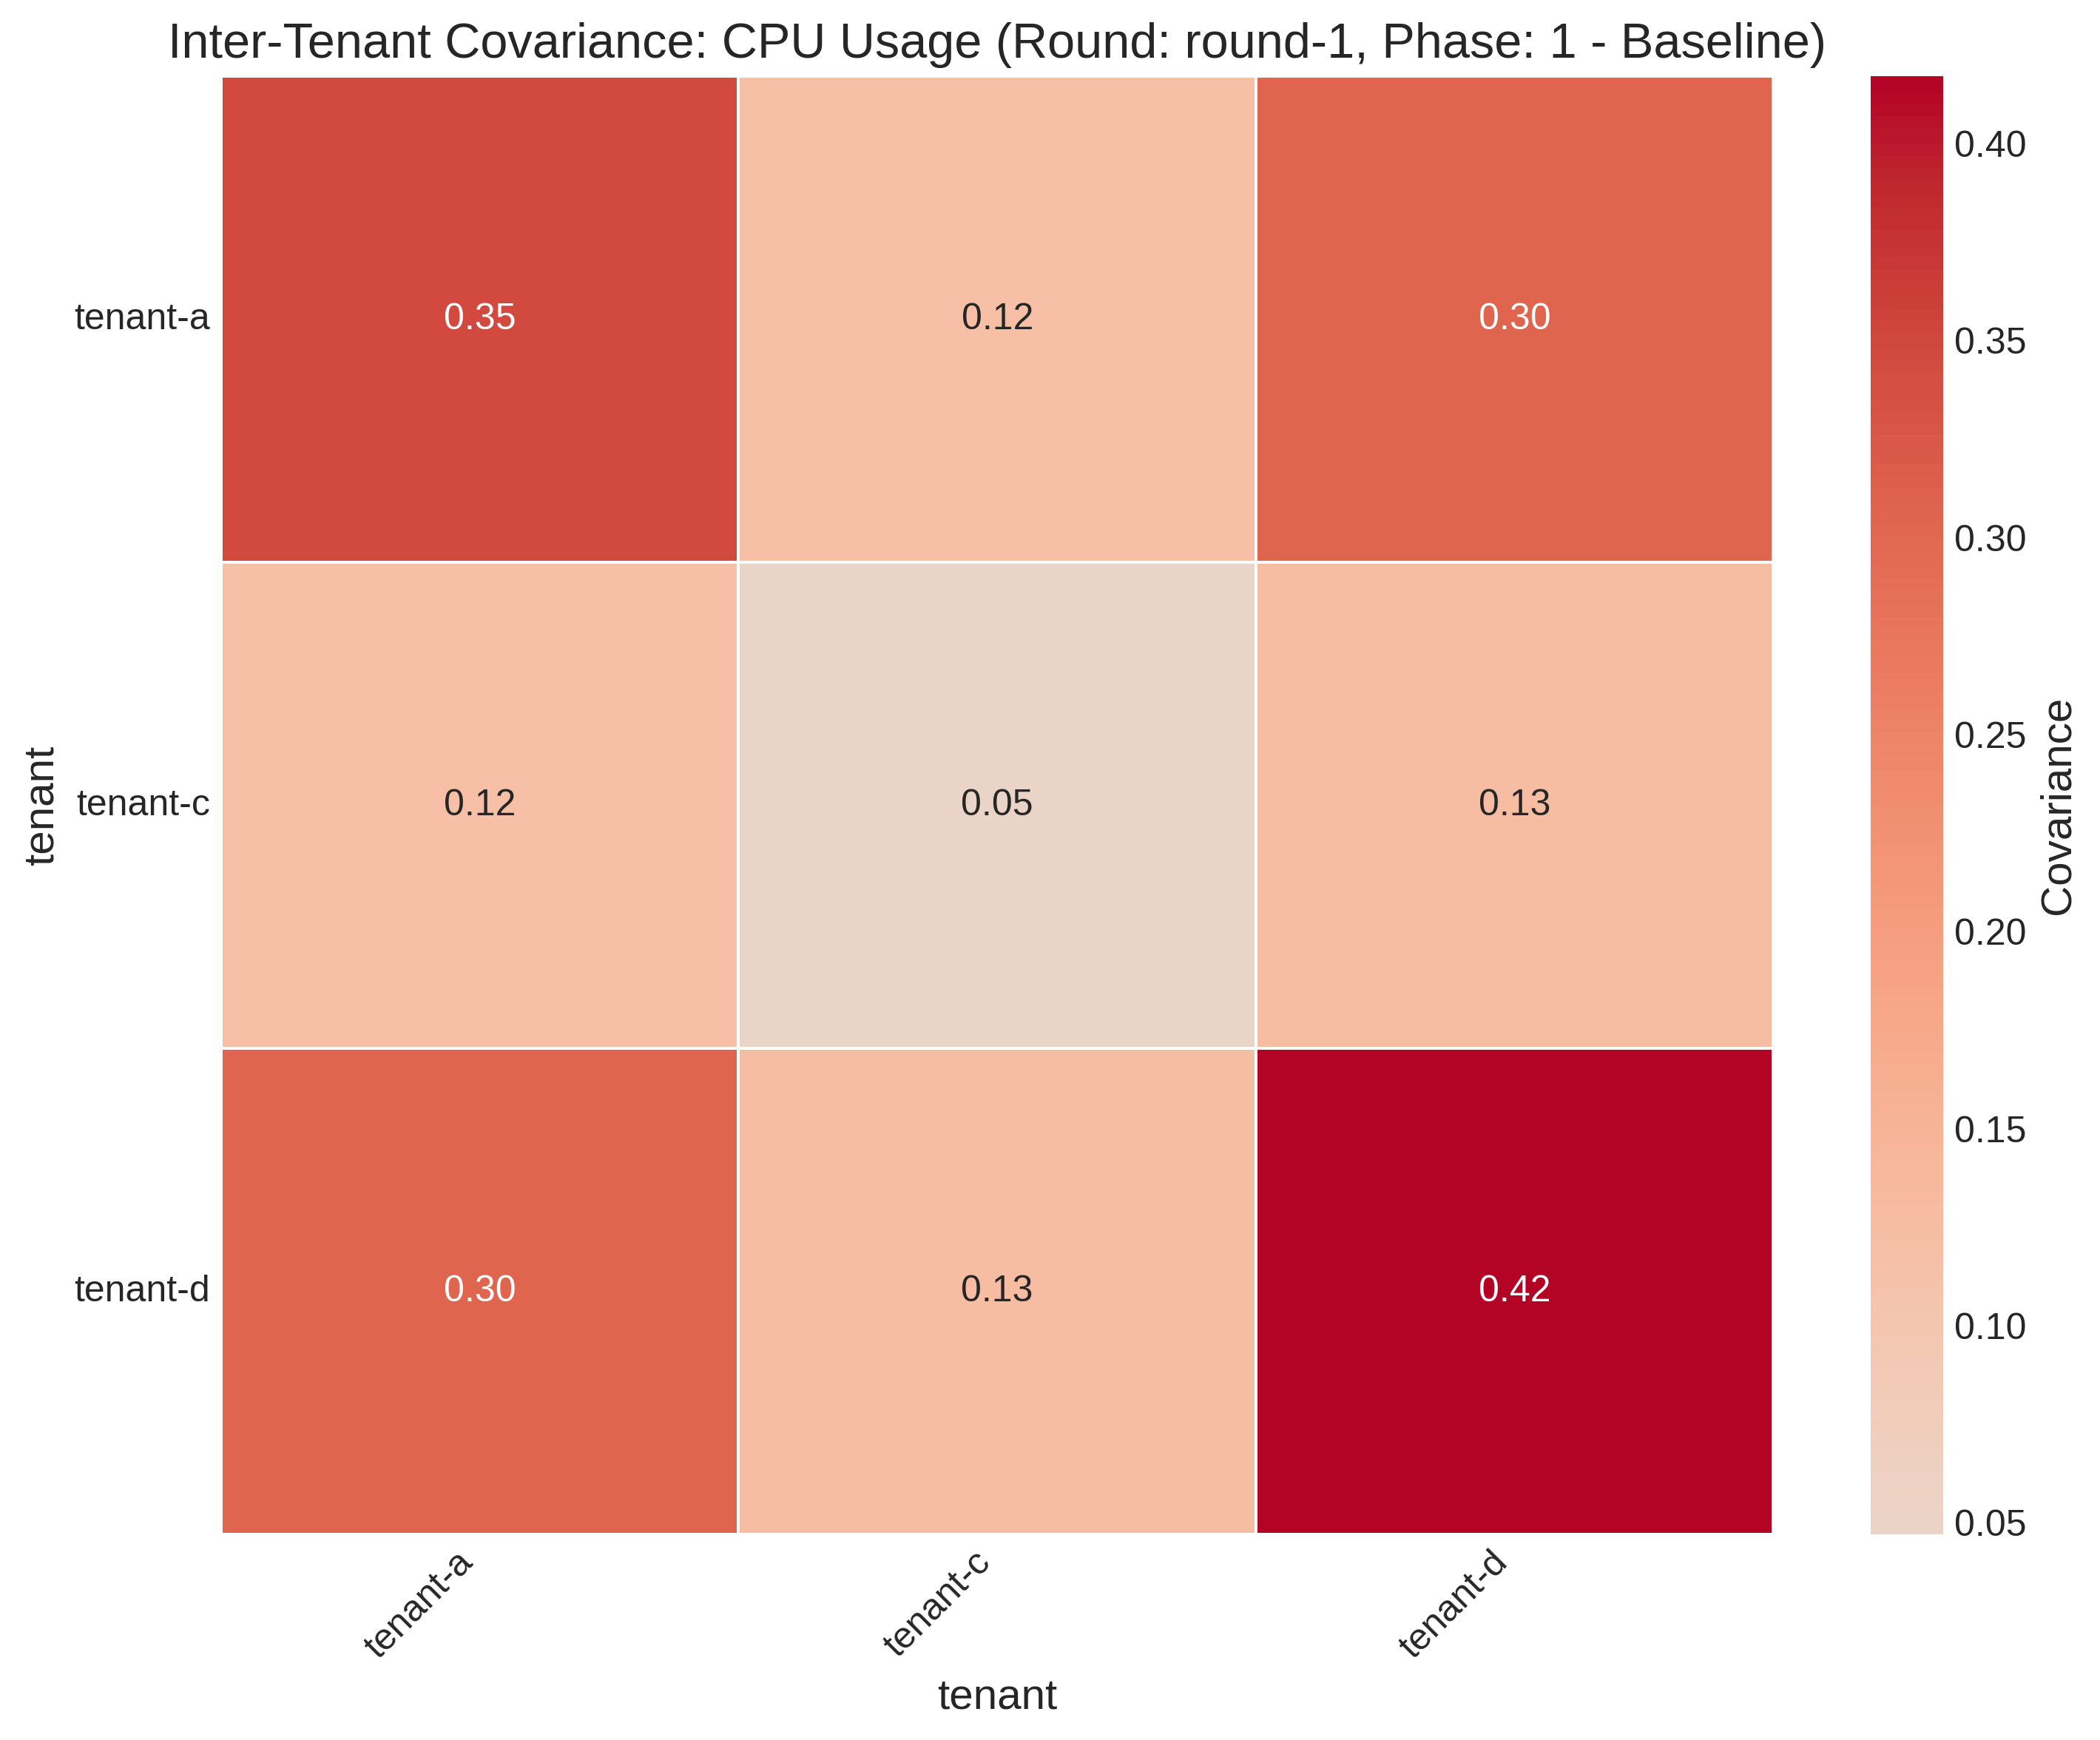 Inter-Tenant Covariance: CPU Usage (Round: round-1, Phase: 1 - Baseline)
tenant
tenant-a
0.35
0.12
0.30
tenant-c
0.12
0.05
0.13
tenant-d
0.30
0.13
0.42
tenant-a
tenant-c
tenant-d
tenant
0.40
0.35
0.30
0.25
0.20
0.15
0.10
0.05
Covariance